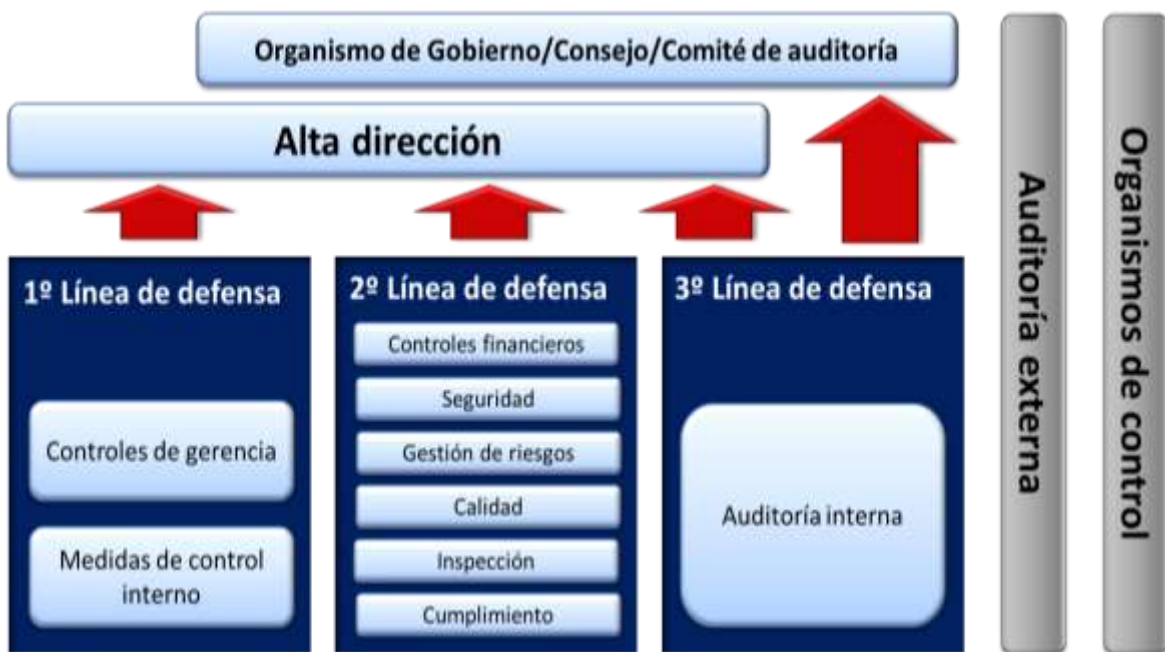 Organismo de Gobierno/Consejo/Comité de auditoría
Alta dirección
1º Línea de defensa
Controles de gerencia
Medidas de control
interno
2º Línea de defensa
Controles financieros
Seguridad
Gestión de riesgos
Calidad
Inspección
Cumplimiento
3º Línea de defensa
Auditoría interna
Auditoría externa
Organismos de control